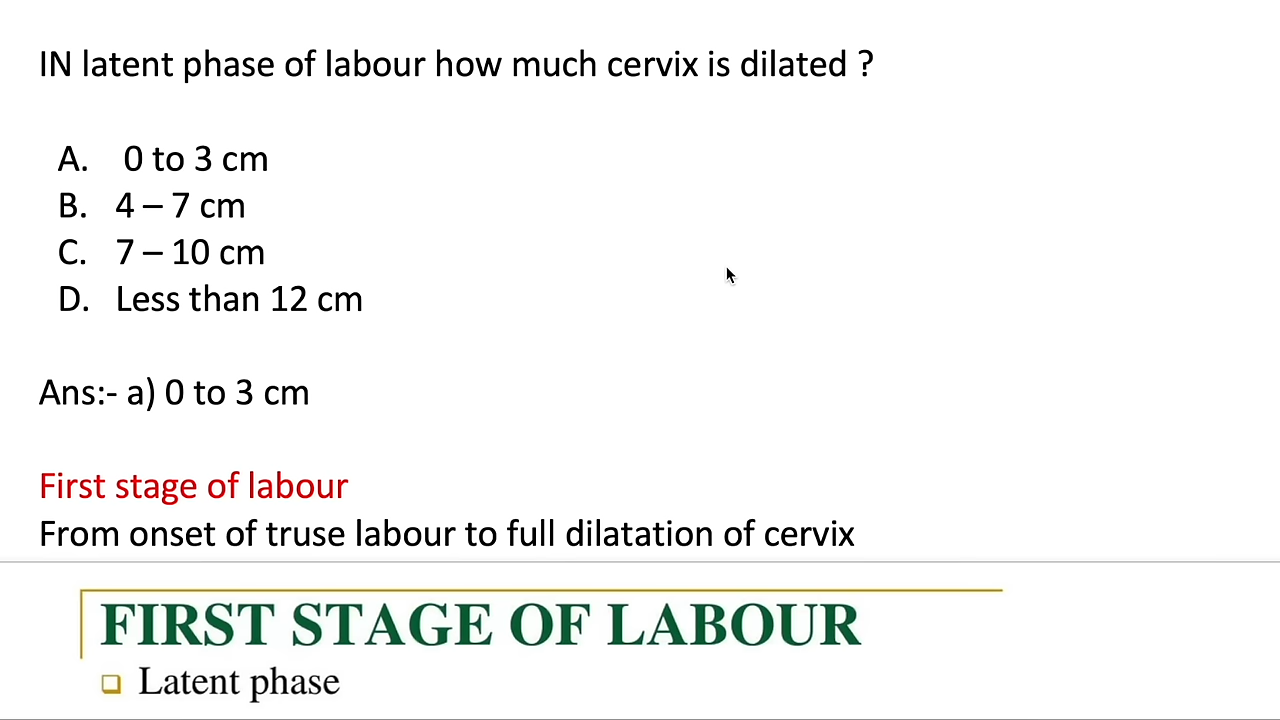 IN latent phase of labour how much cervix is dilated ?
A. 0 to 3 cm
B. 4 – 7 cm
C. 7 – 10 cm
D. Less than 12 cm
Ans:- a) 0 to 3 cm
First stage of labour
From onset of truse labour to full dilatation of cervix
FIRST STAGE OF LABOUR
Latent phase